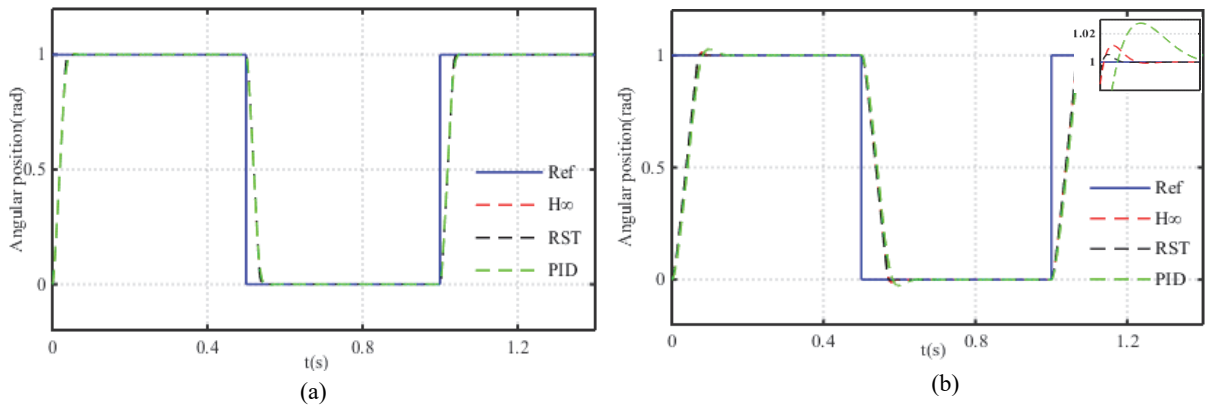 Angular position(rad)
1
0.5
0
0
0.4
0.8
1.2
t(s)
Ref
H∞
RST
PID
(a)
Angular position(rad)
1
0.5
0
0
0.4
0.8
1.2
t(s)
1.02
1
Ref
H∞
RST
PID
(b)